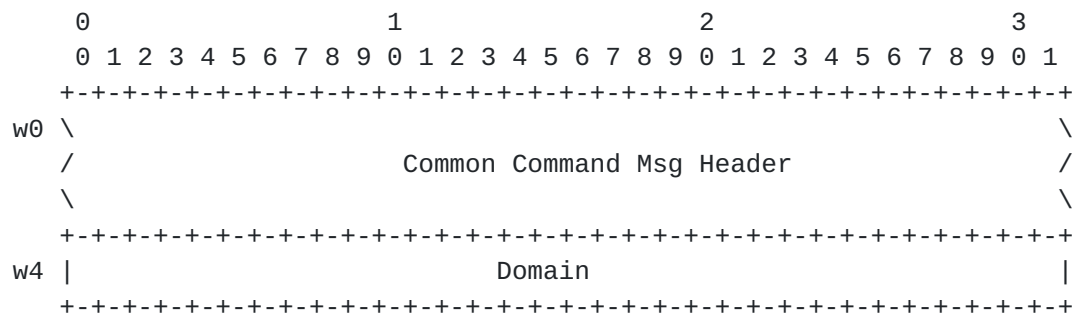 0                   1                   2                   3
     0 1 2 3 4 5 6 7 8 9 0 1 2 3 4 5 6 7 8 9 0 1 2 3 4 5 6 7 8 9 0 1
    +-+-+-+-+-+-+-+-+-+-+-+-+-+-+-+-+-+-+-+-+-+-+-+-+-+-+-+-+-+-+-+-+
 w0 \                                                               \
    /                     Common Command Msg Header                 /
    \                                                               \
    +-+-+-+-+-+-+-+-+-+-+-+-+-+-+-+-+-+-+-+-+-+-+-+-+-+-+-+-+-+-+-+-+
 w4 |                           Domain                              |
    +-+-+-+-+-+-+-+-+-+-+-+-+-+-+-+-+-+-+-+-+-+-+-+-+-+-+-+-+-+-+-+-+